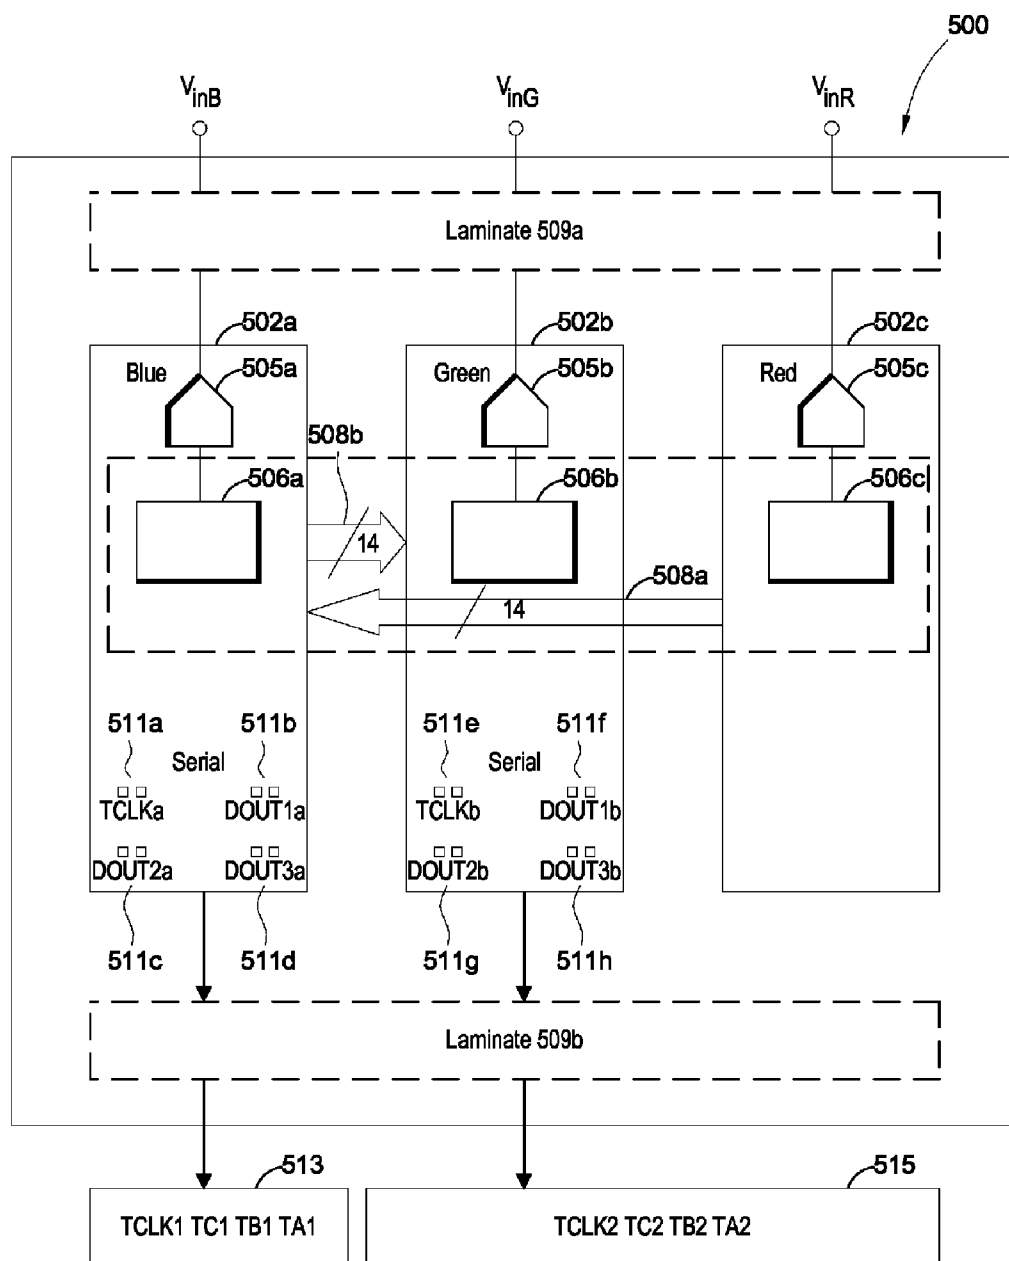 500
VinB VinG VinR
Laminate 509a
502a 502b 502c
Blue 505a Green 505b Red 505c
508b
506a 506b 506c
14
508a
14
511a 511b 511e 511f
Serial Serial
TCLKa DOUT1a TCLKb DOUT1b
DOUT2a DOUT3a DOUT2b DOUT3b
511c 511d 511g 511h
Laminate 509b
513 515
TCLK1 TC1 TB1 TA1 TCLK2 TC2 TB2 TA2